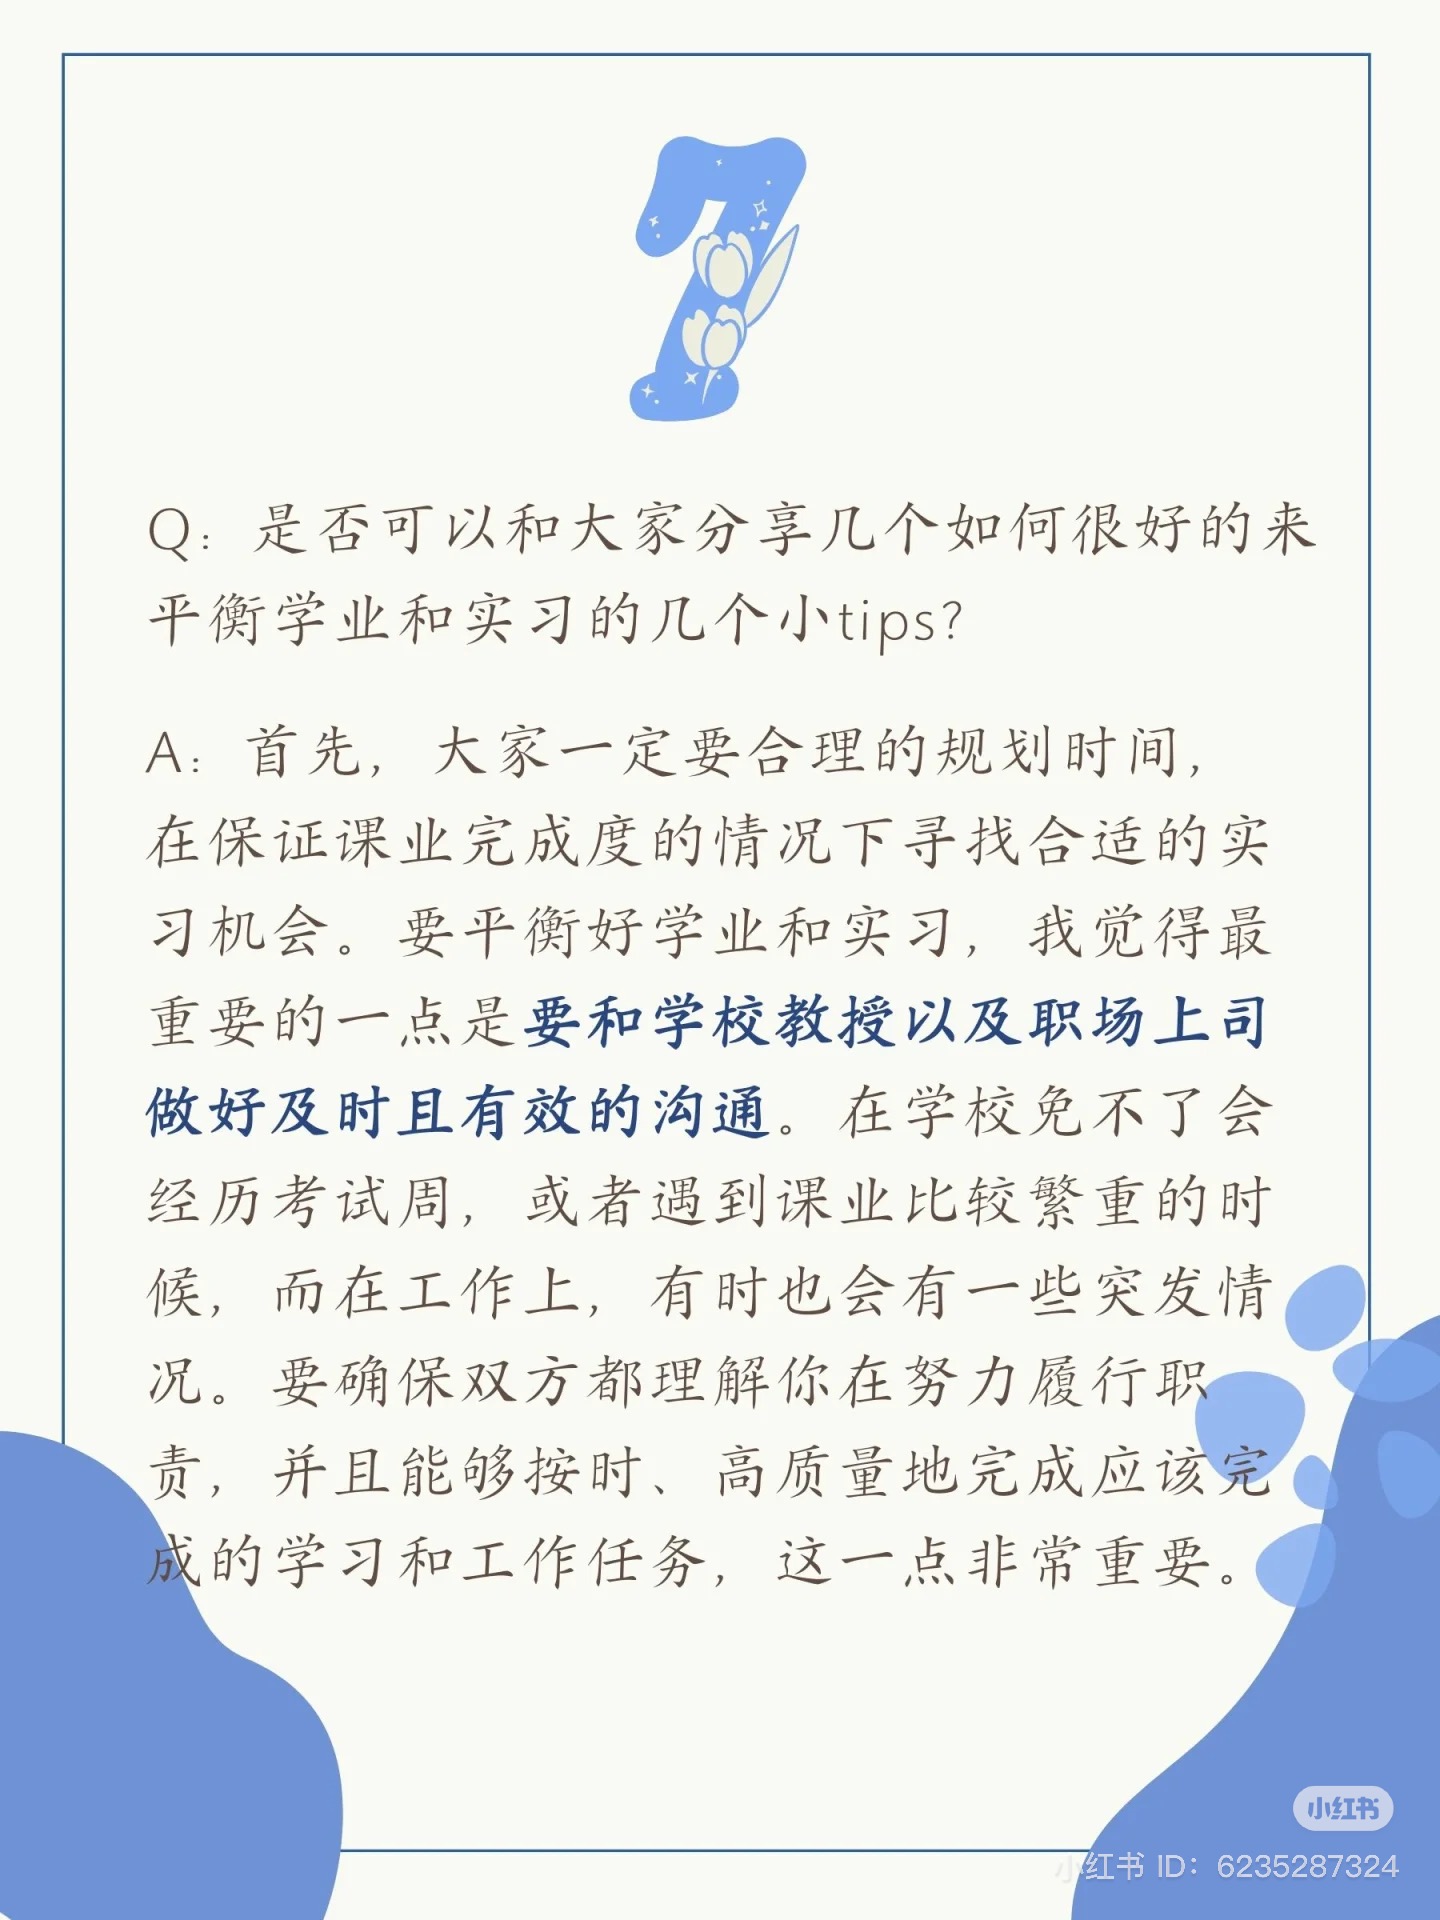 7
Q：是否可以和大家分享几个如何很好的来
平衡学业和实习的几个小tips？
A：首先，大家一定要合理的规划时间，
在保证课业完成度的情况下寻找合适的实
习机会。要平衡好学业和实习，我觉得最
重要的一点是要和学校教授以及职场上司
做好及时且有效的沟通。在学校免不了会
经历考试周，或者遇到课业比较繁重的时
候，而在工作上，有时也会有一些突发情
况。要确保双方都理解你在努力履行职
责，并且能够按时、高质量地完成应该完
成的学习和工作任务，这一点非常重要。
小红书
小红书 ID：6235287324